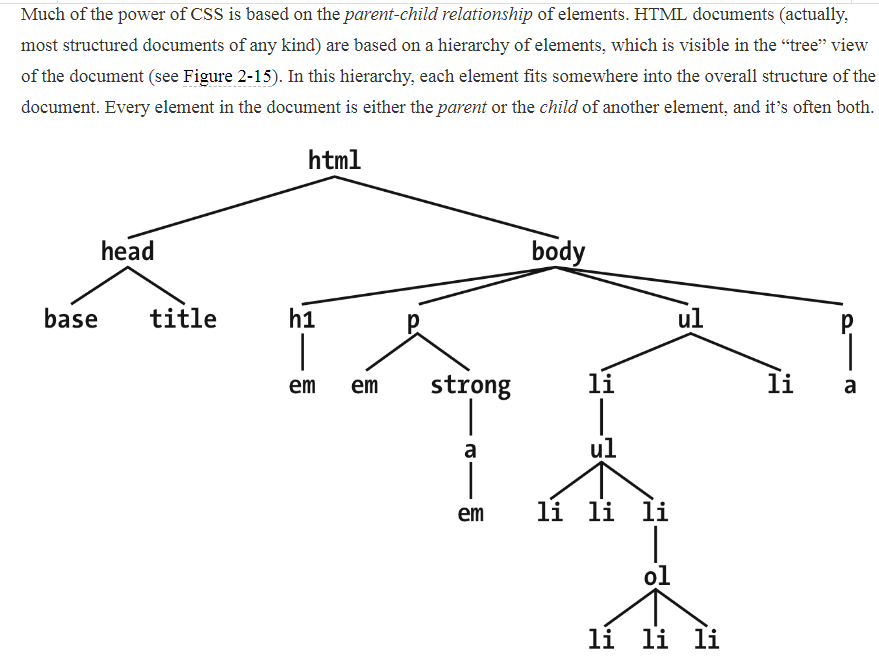 Much of the power of CSS is based on the parent-child relationship of elements. HTML documents (actually,
most structured documents of any kind) are based on a hierarchy of elements, which is visible in the “tree” view
of the document (see Figure 2-15). In this hierarchy, each element fits somewhere into the overall structure of the
document. Every element in the document is either the parent or the child of another element, and it’s often both.
html
head body
base title h1 p ul p
em em strong li li a
a ul
em li li li
ol
li li li